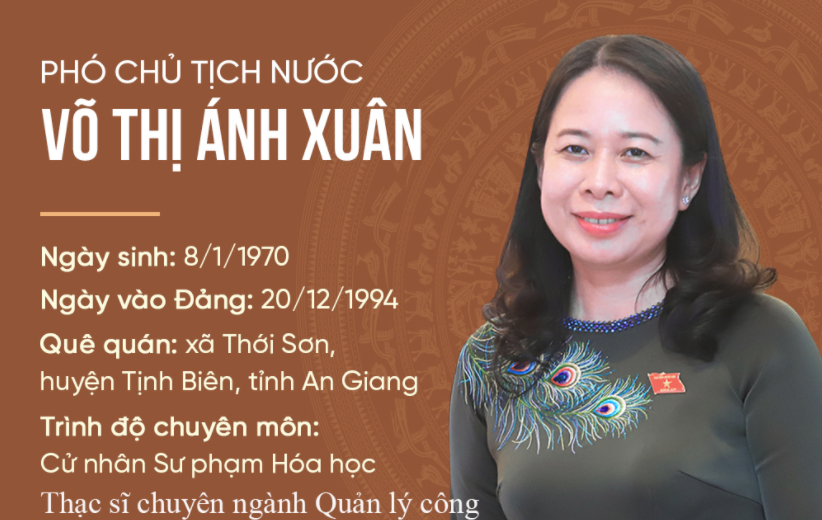 PHÓ CHỦ TỊCH NƯỚC
VÕ THỊ ÁNH XUÂN
Ngày sinh: 8/1/1970
Ngày vào Đảng: 20/12/1994
Quê quán: xã Thới Sơn,
huyện Tịnh Biên, tỉnh An Giang
Trình độ chuyên môn:
Cử nhân Sư phạm Hóa học
Thạc sĩ chuyên ngành Quản lý công